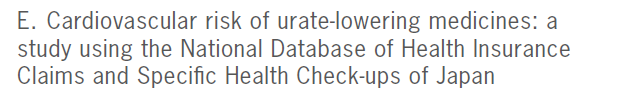 E. Cardiovascular risk of urate-lowering medicines: a
study using the National Database of Health Insurance
Claims and Specific Health Check-ups of Japan